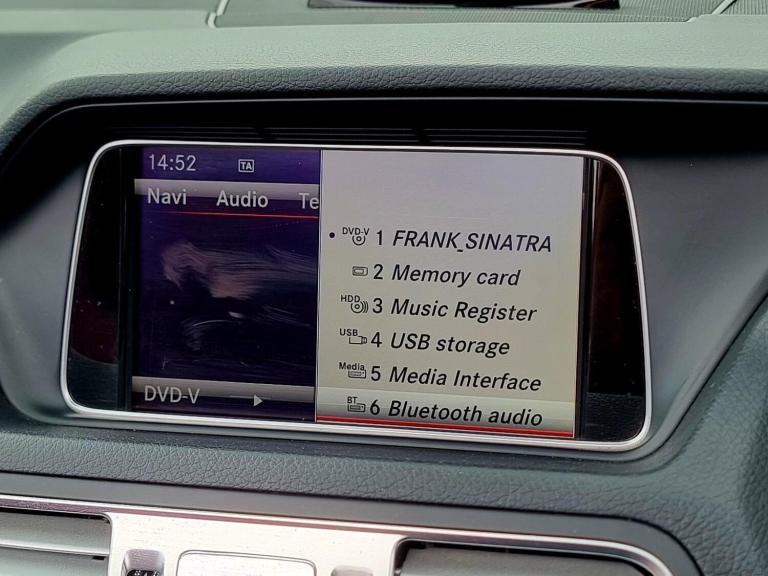 14:52 TA
Navi Audio Te
DVD-V 1 FRANK_SINATRA
2 Memory card
HDD 3 Music Register
USB 4 USB storage
Media 5 Media Interface
BT 6 Bluetooth audio
DVD-V